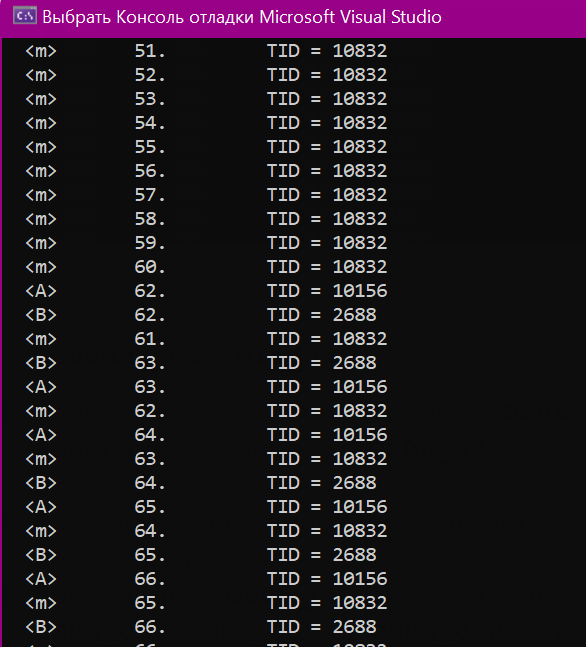 C:\ Выбрать Консоль отладки Microsoft Visual Studio
<m> 51. TID = 10832
<m> 52. TID = 10832
<m> 53. TID = 10832
<m> 54. TID = 10832
<m> 55. TID = 10832
<m> 56. TID = 10832
<m> 57. TID = 10832
<m> 58. TID = 10832
<m> 59. TID = 10832
<m> 60. TID = 10832
<A> 62. TID = 10156
<B> 62. TID = 2688
<m> 61. TID = 10832
<B> 63. TID = 2688
<A> 63. TID = 10156
<m> 62. TID = 10832
<A> 64. TID = 10156
<m> 63. TID = 10832
<B> 64. TID = 2688
<A> 65. TID = 10156
<m> 64. TID = 10832
<B> 65. TID = 2688
<A> 66. TID = 10156
<m> 65. TID = 10832
<B> 66. TID = 2688